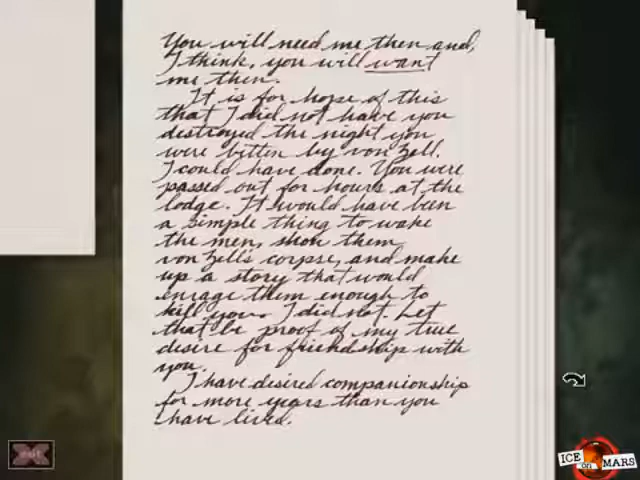 You will need me then and,
I think, you will want
me then.
It is for hope of this
that I did not have you
destroyed the night you
were bitten by von Zell.
I could have done. You were
passed out for hours at the
lodge. It would have been
a simple thing to wake
the men, show them
von Zell's corpse, and make
up a story that would
enrage them enough to
kill you. I did not. Let
that be proof of my true
desire for friendship with
you.
I have desired companionship
for more years than you
have lived.
ICE on MARS